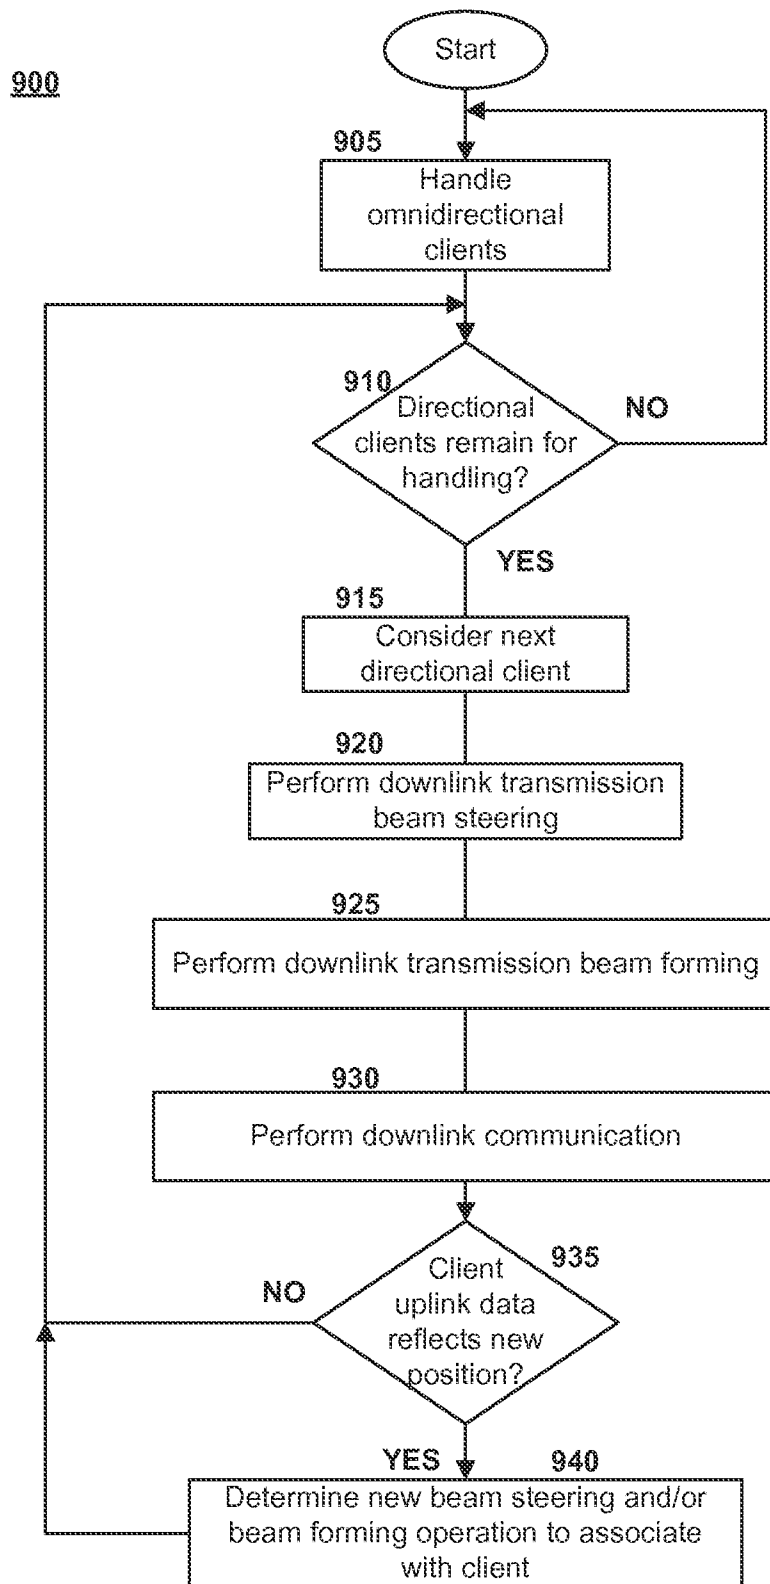 Start
900
905
Handle
omnidirectional
clients
910
Directional
clients remain for
handling?
NO
YES
915
Consider next
directional client
920
Perform downlink transmission
beam steering
925
Perform downlink transmission beam forming
930
Perform downlink communication
935
Client
uplink data
reflects new
position?
NO
YES
940
Determine new beam steering and/or
beam forming operation to associate
with client